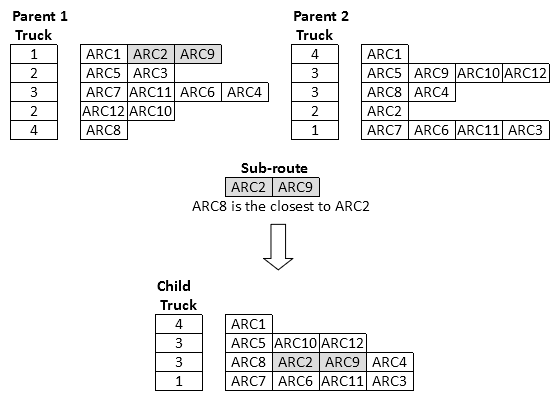 Parent 1
Truck
1 ARC1 ARC2 ARC9
2 ARC5 ARC3
3 ARC7 ARC11 ARC6 ARC4
2 ARC12 ARC10
4 ARC8
Parent 2
Truck
4 ARC1
3 ARC5 ARC9 ARC10 ARC12
3 ARC8 ARC4
2 ARC2
1 ARC7 ARC6 ARC11 ARC3
Sub-route
ARC2 ARC9
ARC8 is the closest to ARC2
Child
Truck
4 ARC1
3 ARC5 ARC10 ARC12
3 ARC8 ARC2 ARC9 ARC4
1 ARC7 ARC6 ARC11 ARC3